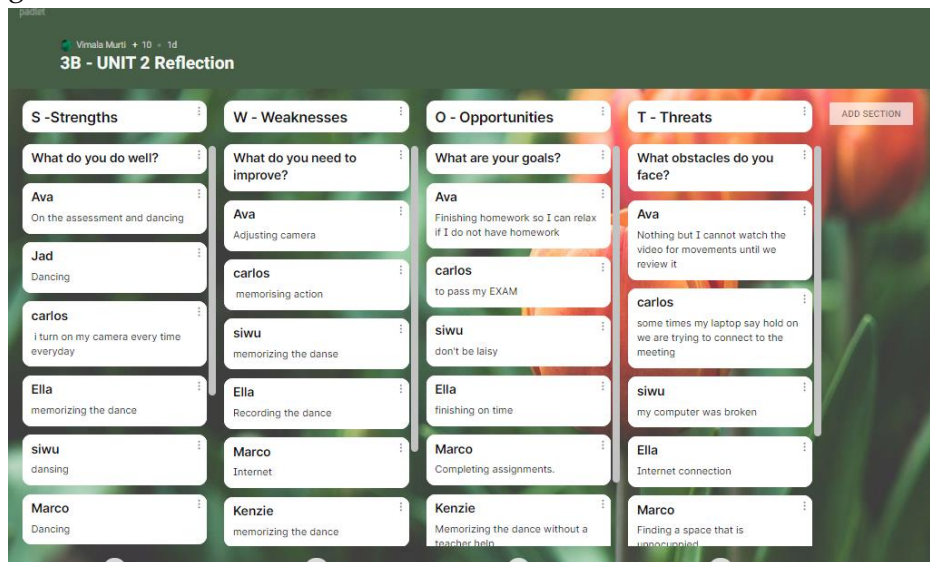 padlet
Vimala Murti + 10 • 1d
3B - UNIT 2 Reflection
S -Strengths
What do you do well?
Ava
On the assessment and dancing
Jad
Dancing
carlos
i turn on my camera every time
everyday
Ella
memorizing the dance
siwu
dansing
Marco
Dancing
W - Weaknesses
What do you need to
improve?
Ava
Adjusting camera
carlos
memorising action
siwu
memorizing the danse
Ella
Recording the dance
Marco
Internet
Kenzie
memorizing the dance
O - Opportunities
What are your goals?
Ava
Finishing homework so I can relax
if I do not have homework
carlos
to pass my EXAM
siwu
don't be laisy
Ella
finishing on time
Marco
Completing assignments.
Kenzie
Memorizing the dance without a
teacher help
T - Threats
What obstacles do you
face?
Ava
Nothing but I cannot watch the
video for movements until we
review it
carlos
some times my laptop say hold on
we are trying to connect to the
meeting
siwu
my computer was broken
Ella
Internet connection
Marco
Finding a space that is
unoccupied
ADD SECTION